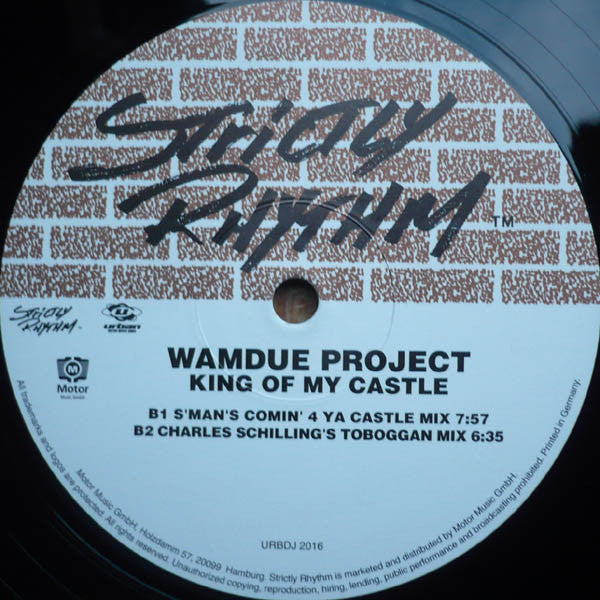 STRICTLY
RHYTHM
TM
STRICTLY
RHYTHM
urban
Motor
Music GmbH
WAMDUE PROJECT
KING OF MY CASTLE
B1 S'MAN'S COMIN' 4 YA CASTLE MIX 7:57
B2 CHARLES SCHILLING'S TOBOGGAN MIX 6:35
URBDJ 2016
All trademarks and logos are protected. All rights reserved. Unauthorized copying, reproduction, hiring, lending, public performance and broadcasting prohibited. Printed in Germany.
Motor Music GmbH, Holzdamm 57, 20099 Hamburg. Strictly Rhythm is marketed and distributed by Motor Music GmbH.